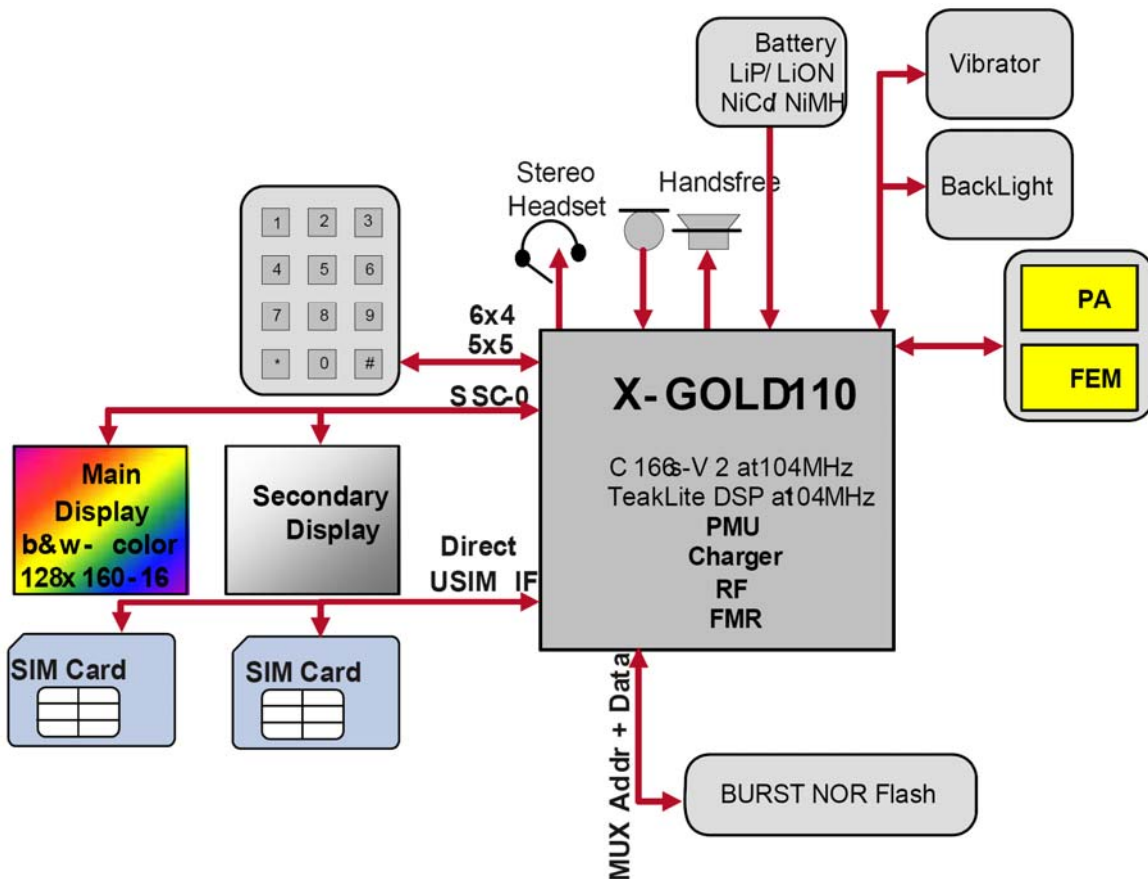 Battery
LiP/ LiON
NiCd/ NiMH
Vibrator
BackLight
Stereo
Headset
Handsfree
1 2 3
4 5 6
7 8 9
* 0 #
6x4
5x5
SSC-0
PA
FEM
X-GOLD110
C 166s-V 2 at104MHz
TeakLite DSP at104MHz
PMU
Charger
RF
FMR
Main
Display
b&w- color
128x 160-16
Secondary
Display
Direct
USIM IF
SIM Card
SIM Card
MUX Addr + Data
BURST NOR Flash